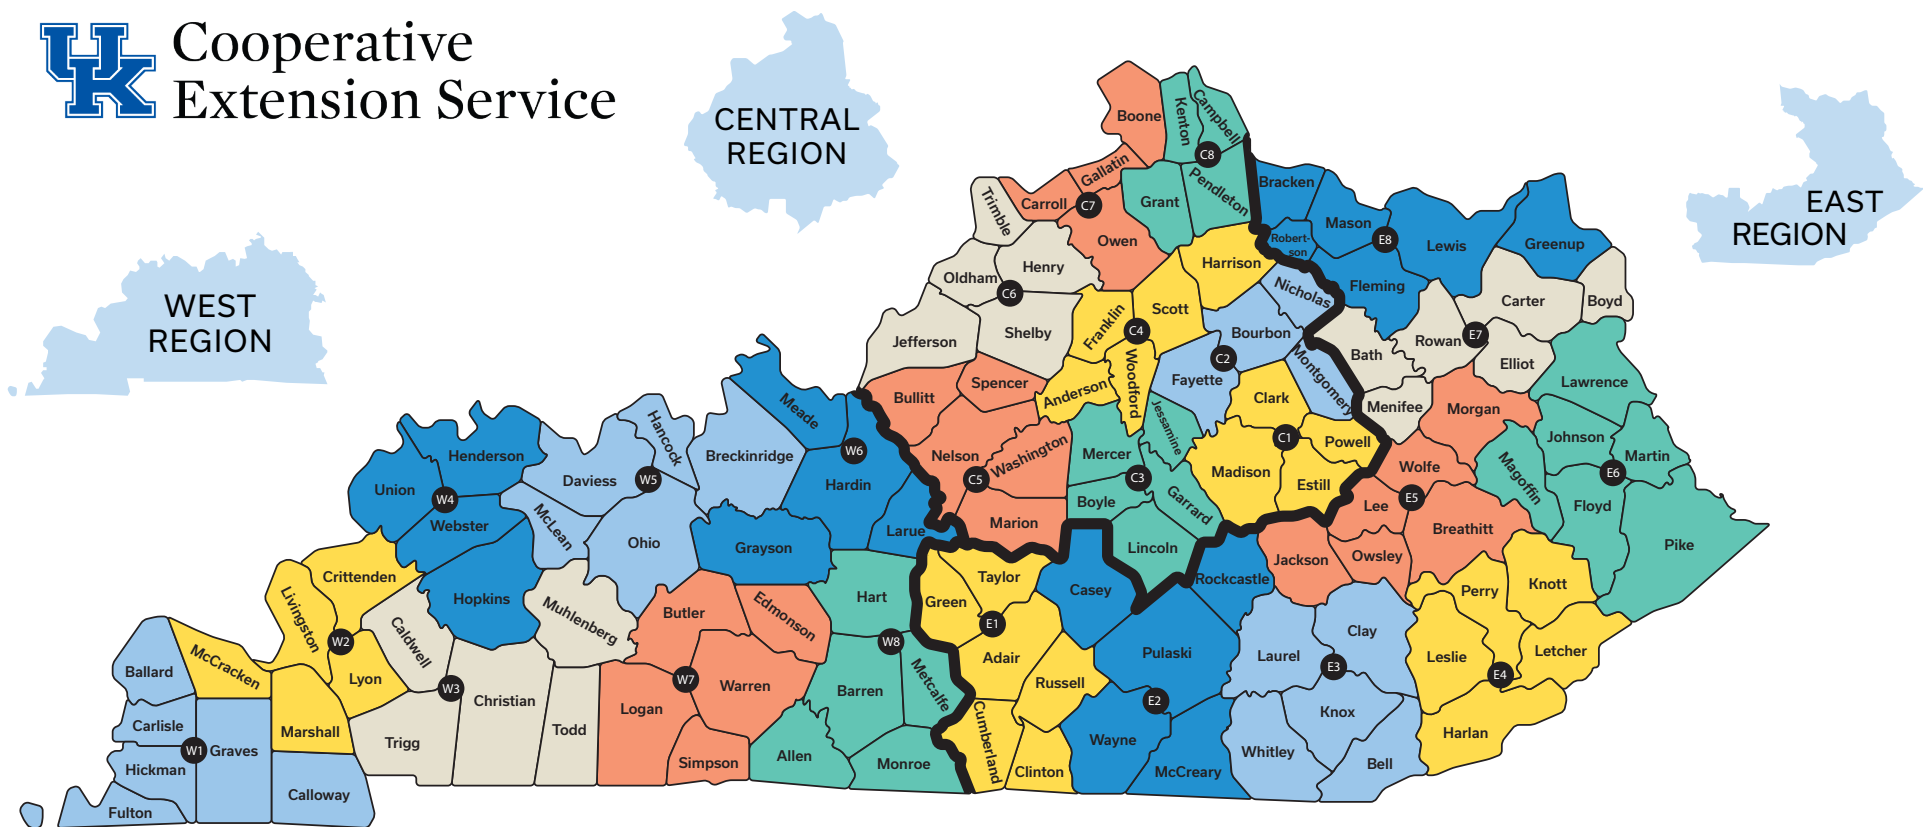 UK
Cooperative
Extension Service
CENTRAL
REGION
EAST
REGION
WEST
REGION
Boone
Kenton
Campbell
C8
Gallatin
Carroll
C7
Grant
Pendleton
Owen
Trimble
Henry
Oldham
C6
Shelby
Jefferson
Bracken
Mason
E8
Robert-
son
Lewis
Greenup
Fleming
Harrison
Nicholas
Scott
Franklin
C4
Woodford
Anderson
Bourbon
C2
Fayette
Montgomery
Clark
C1
Powell
Madison
Estill
Bath
Rowan
E7
Carter
Boyd
Elliot
Menifee
Morgan
Lawrence
Johnson
Martin
E6
Magoffin
Floyd
Pike
Wolfe
Lee
E5
Breathitt
Jackson
Owsley
Bullitt
Spencer
Nelson
Washington
C5
Marion
Mercer
Jessamine
C3
Boyle
Garrard
Lincoln
Meade
W6
Hardin
Larue
Grayson
Breckinridge
Hancock
Daviess
W5
McLean
Ohio
Henderson
Union
W4
Webster
Hopkins
Crittenden
Livingston
W2
Lyon
McCracken
Marshall
Caldwell
W3
Christian
Trigg
Todd
Muhlenberg
Butler
Edmonson
W7
Warren
Logan
Simpson
Hart
W8
Metcalfe
Barren
Allen
Monroe
Ballard
Carlisle
W1
Graves
Hickman
Fulton
Calloway
Taylor
Green
E1
Adair
Russell
Cumberland
Clinton
Casey
Rockcastle
Pulaski
E2
Wayne
McCreary
Clay
Laurel
E3
Knox
Whitley
Bell
Perry
Knott
Leslie
Letcher
E4
Harlan